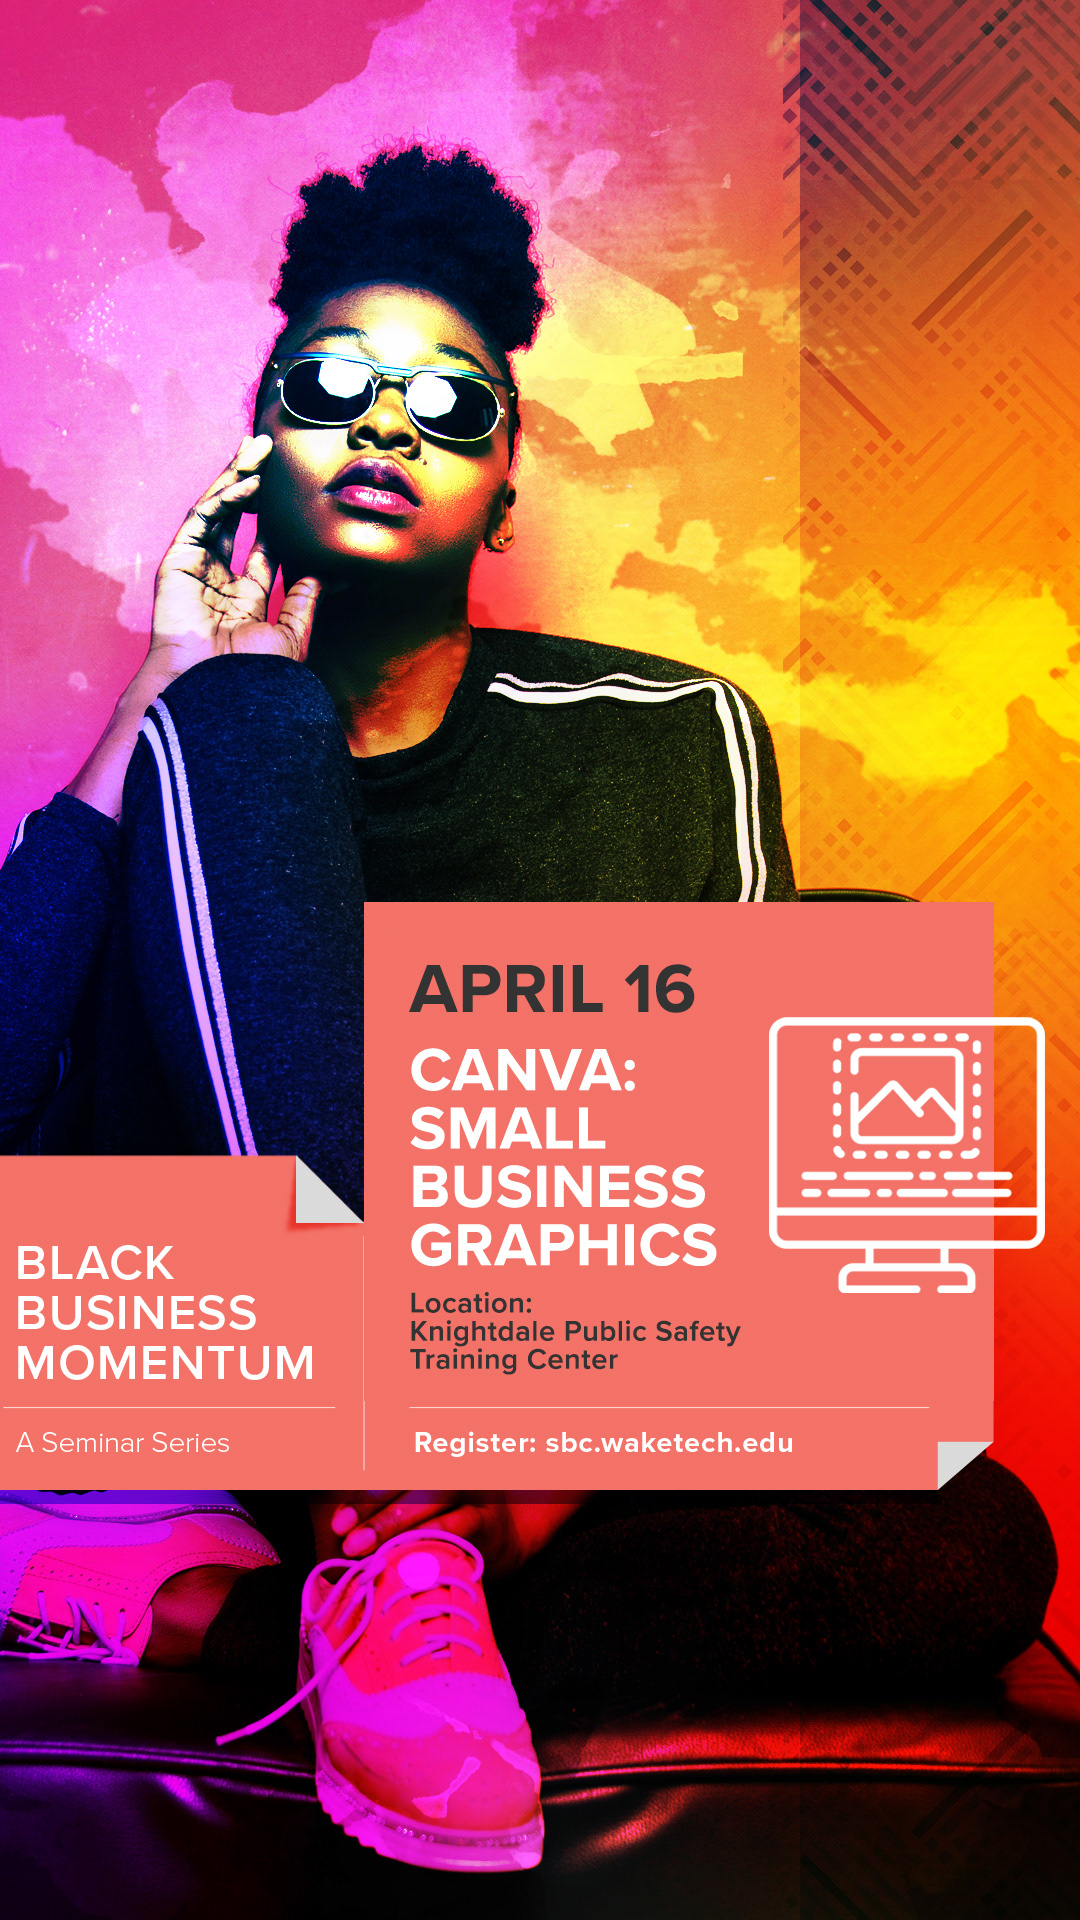 APRIL 16
CANVA:
SMALL
BUSINESS
GRAPHICS
Location:
Knightdale Public Safety
Training Center
Register: sbc.waketech.edu
BLACK
BUSINESS
MOMENTUM
A Seminar Series